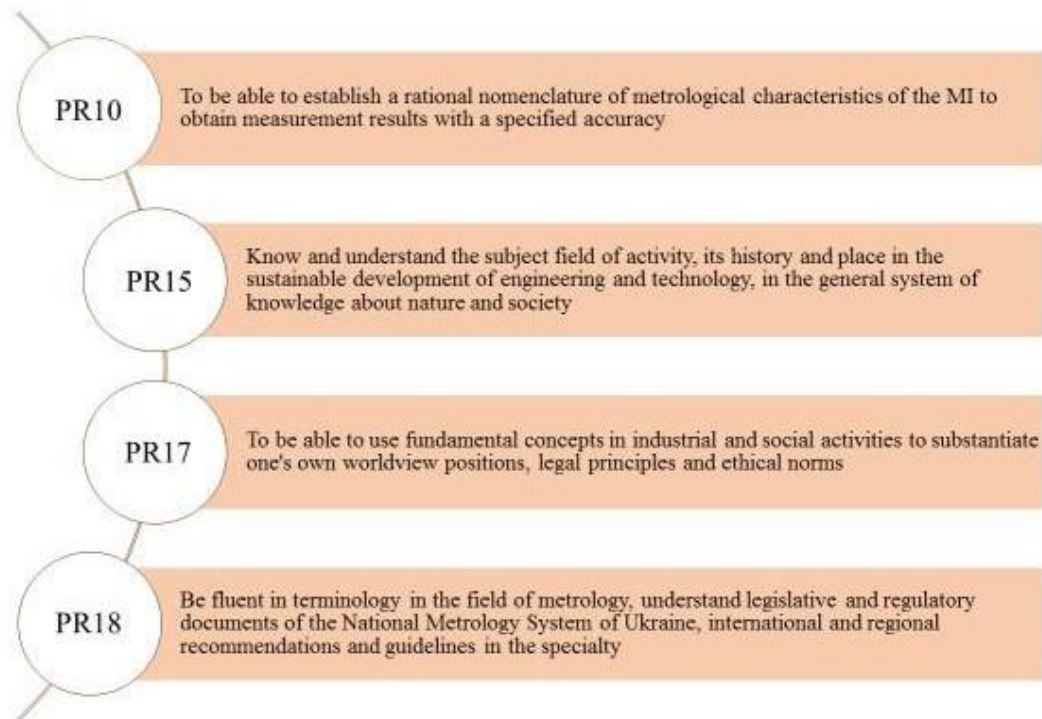 PR10
To be able to establish a rational nomenclature of metrological characteristics of the MI to
obtain measurement results with a specified accuracy
PR15
Know and understand the subject field of activity, its history and place in the
sustainable development of engineering and technology, in the general system of
knowledge about nature and society
PR17
To be able to use fundamental concepts in industrial and social activities to substantiate
one's own worldview positions, legal principles and ethical norms
PR18
Be fluent in terminology in the field of metrology, understand legislative and regulatory
documents of the National Metrology System of Ukraine, international and regional
recommendations and guidelines in the specialty